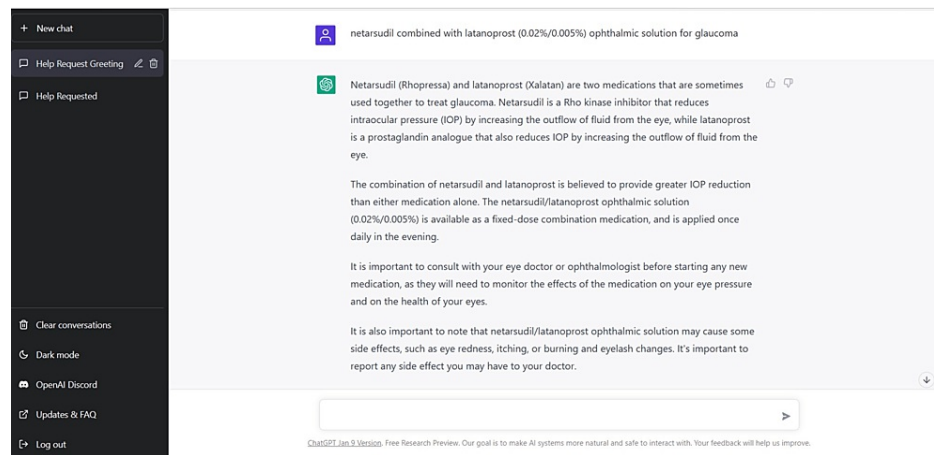 New chat
Help Request Greeting
Help Requested
Clear conversations
Dark mode
OpenAI Discord
Updates & FAQ
Log out
netarsudil combined with latanoprost (0.02%/0.005%) ophthalmic solution for glaucoma
Netarsudil (Rhopressa) and latanoprost (Xalatan) are two medications that are sometimes
used together to treat glaucoma. Netarsudil is a Rho kinase inhibitor that reduces
intraocular pressure (IOP) by increasing the outflow of fluid from the eye, while latanoprost
is a prostaglandin analogue that also reduces IOP by increasing the outflow of fluid from the
eye.
The combination of netarsudil and latanoprost is believed to provide greater IOP reduction
than either medication alone. The netarsudil/latanoprost ophthalmic solution
(0.02%/0.005%) is available as a fixed-dose combination medication, and is applied once
daily in the evening.
It is important to consult with your eye doctor or ophthalmologist before starting any new
medication, as they will need to monitor the effects of the medication on your eye pressure
and on the health of your eyes.
It is also important to note that netarsudil/latanoprost ophthalmic solution may cause some
side effects, such as eye redness, itching, or burning and eyelash changes. It's important to
report any side effect you may have to your doctor.
ChatGPT Jan 9 Version. Free Research Preview. Our goal is to make AI systems more natural and safe to interact with. Your feedback will help us improve.